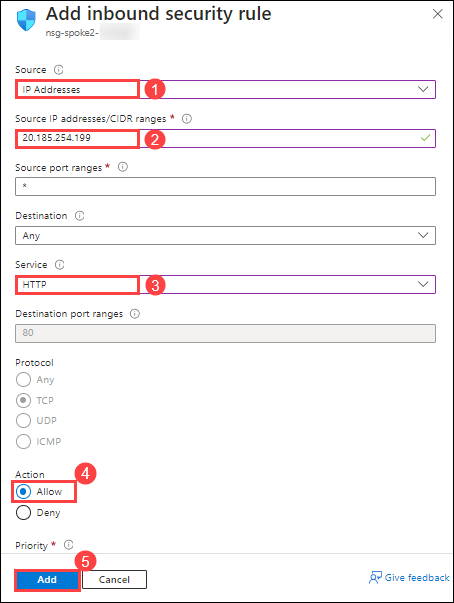 Add inbound security rule
nsg-spoke2-
Source
IP Addresses
1
Source IP addresses/CIDR ranges *
20.185.254.199
2
Source port ranges *
*
Destination
Any
Service
HTTP
3
Destination port ranges
80
Protocol
Any
TCP
UDP
ICMP
4
Action
Allow
Deny
Priority *
5
Add
Cancel
Give feedback